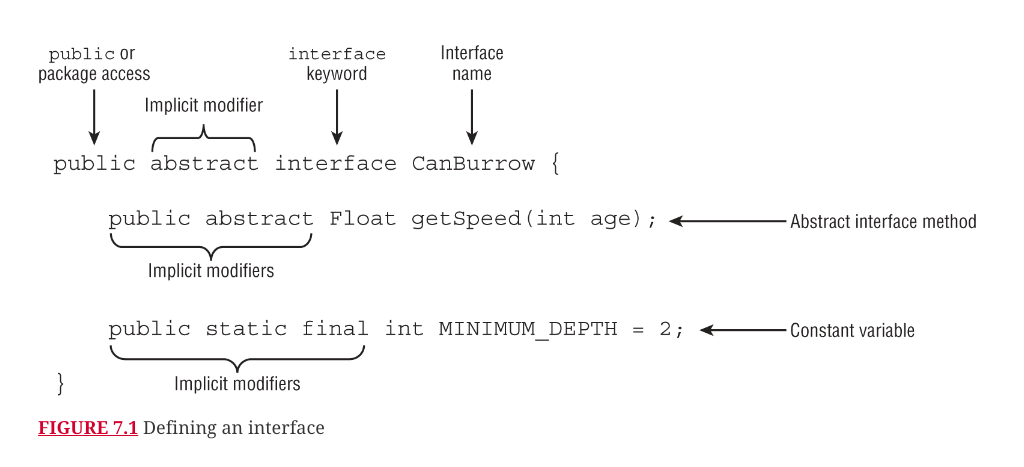 public or
package access
interface
keyword
Interface
name
Implicit modifier
public abstract interface CanBurrow {
public abstract Float getSpeed(int age);
Abstract interface method
Implicit modifiers
public static final int MINIMUM_DEPTH = 2;
Constant variable
Implicit modifiers
}
FIGURE 7.1 Defining an interface